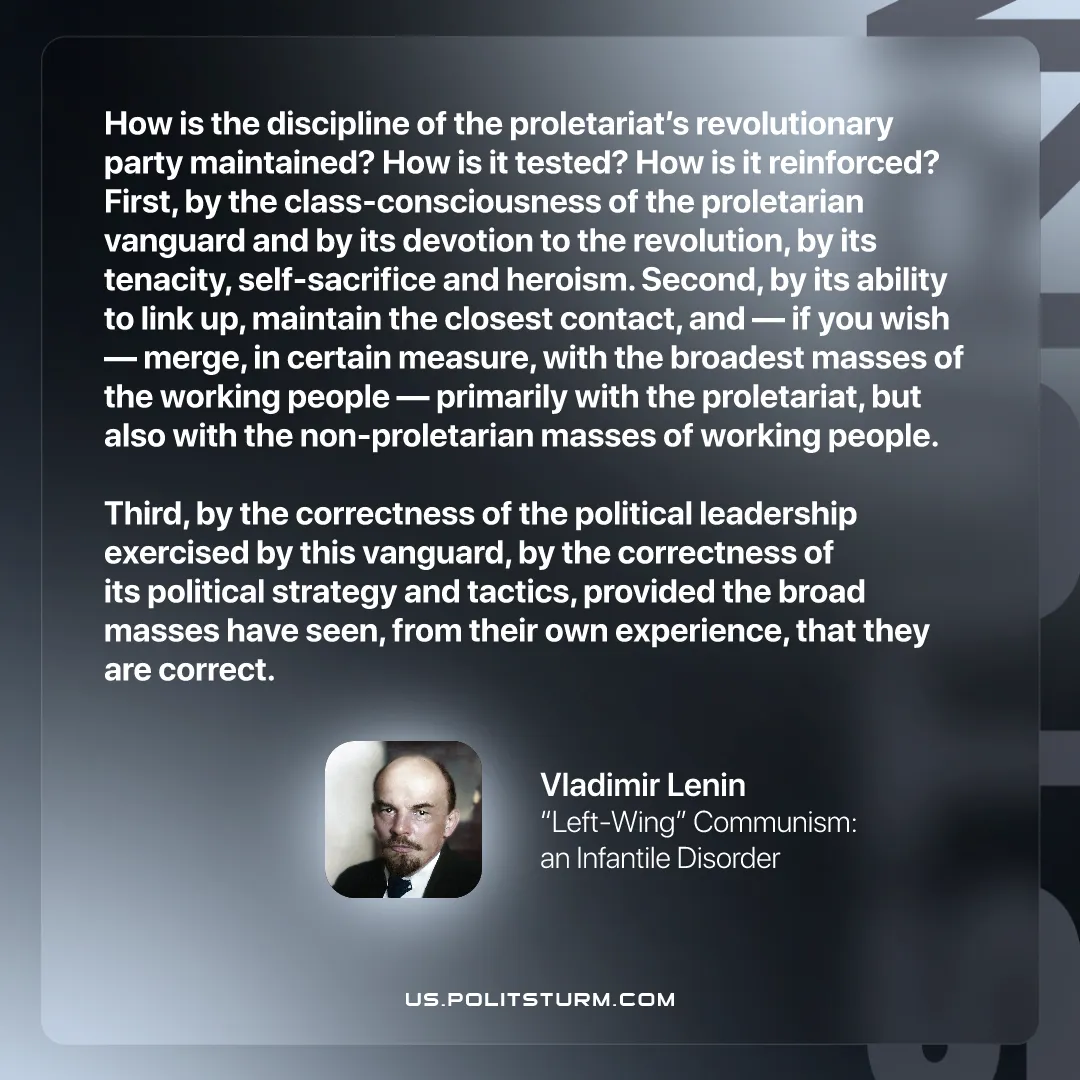 How is the discipline of the proletariat’s revolutionary
party maintained? How is it tested? How is it reinforced?
First, by the class-consciousness of the proletarian
vanguard and by its devotion to the revolution, by its
tenacity, self-sacrifice and heroism. Second, by its ability
to link up, maintain the closest contact, and — if you wish
— merge, in certain measure, with the broadest masses of
the working people — primarily with the proletariat, but
also with the non-proletarian masses of working people.
Third, by the correctness of the political leadership
exercised by this vanguard, by the correctness of
its political strategy and tactics, provided the broad
masses have seen, from their own experience, that they
are correct.
Vladimir Lenin
“Left-Wing” Communism:
an Infantile Disorder
US.POLITSTURM.COM